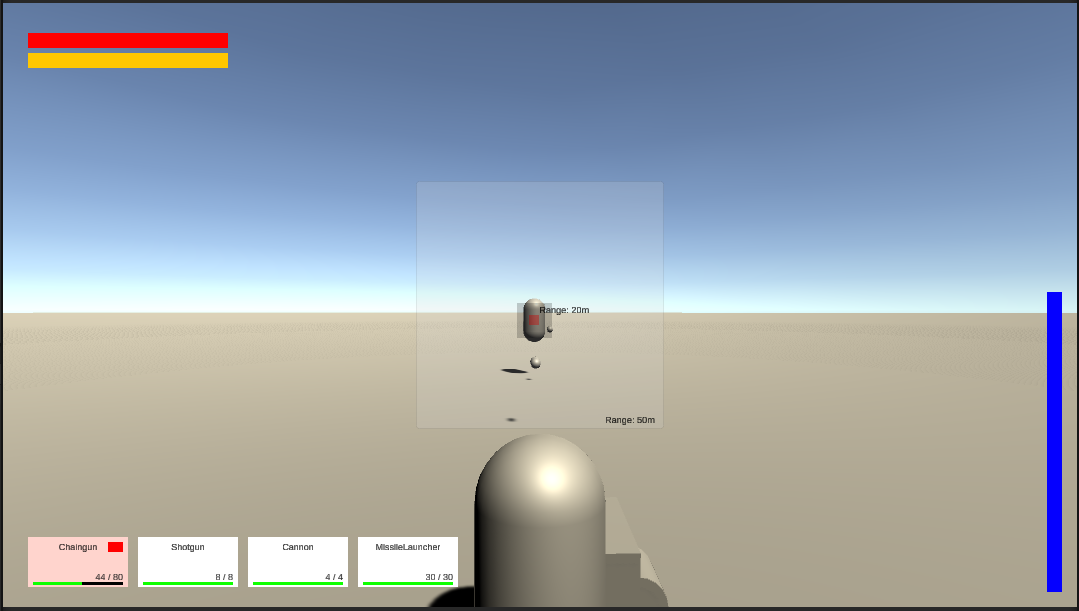 Range: 20m
Range: 50m
Chaingun
44 / 80
Shotgun
8 / 8
Cannon
4 / 4
MissileLauncher
30 / 30